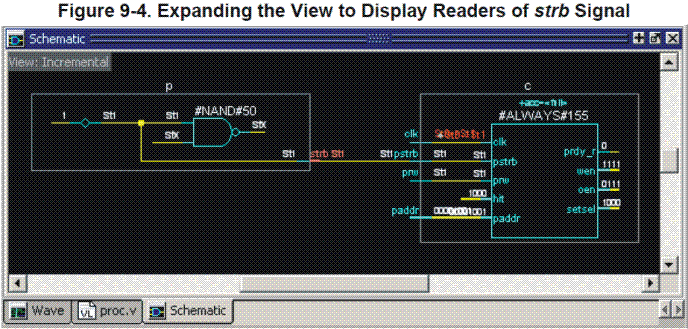 Figure 9-4. Expanding the View to Display Readers of strb Signal
Schematic
View: Incremental
p
c
+acc=<full>
#NAND#50
#ALWAYS#155
1 St1 St1
StX
StX
clk
clk
prdy_r 0
St1 strb St1
St1 pstrb St1 St1 pstrb
wen 1111
prw St1 St1 prw
oen 0111
1000 hit
setsel 1000
paddr
paddr
Wave
proc.v
Schematic